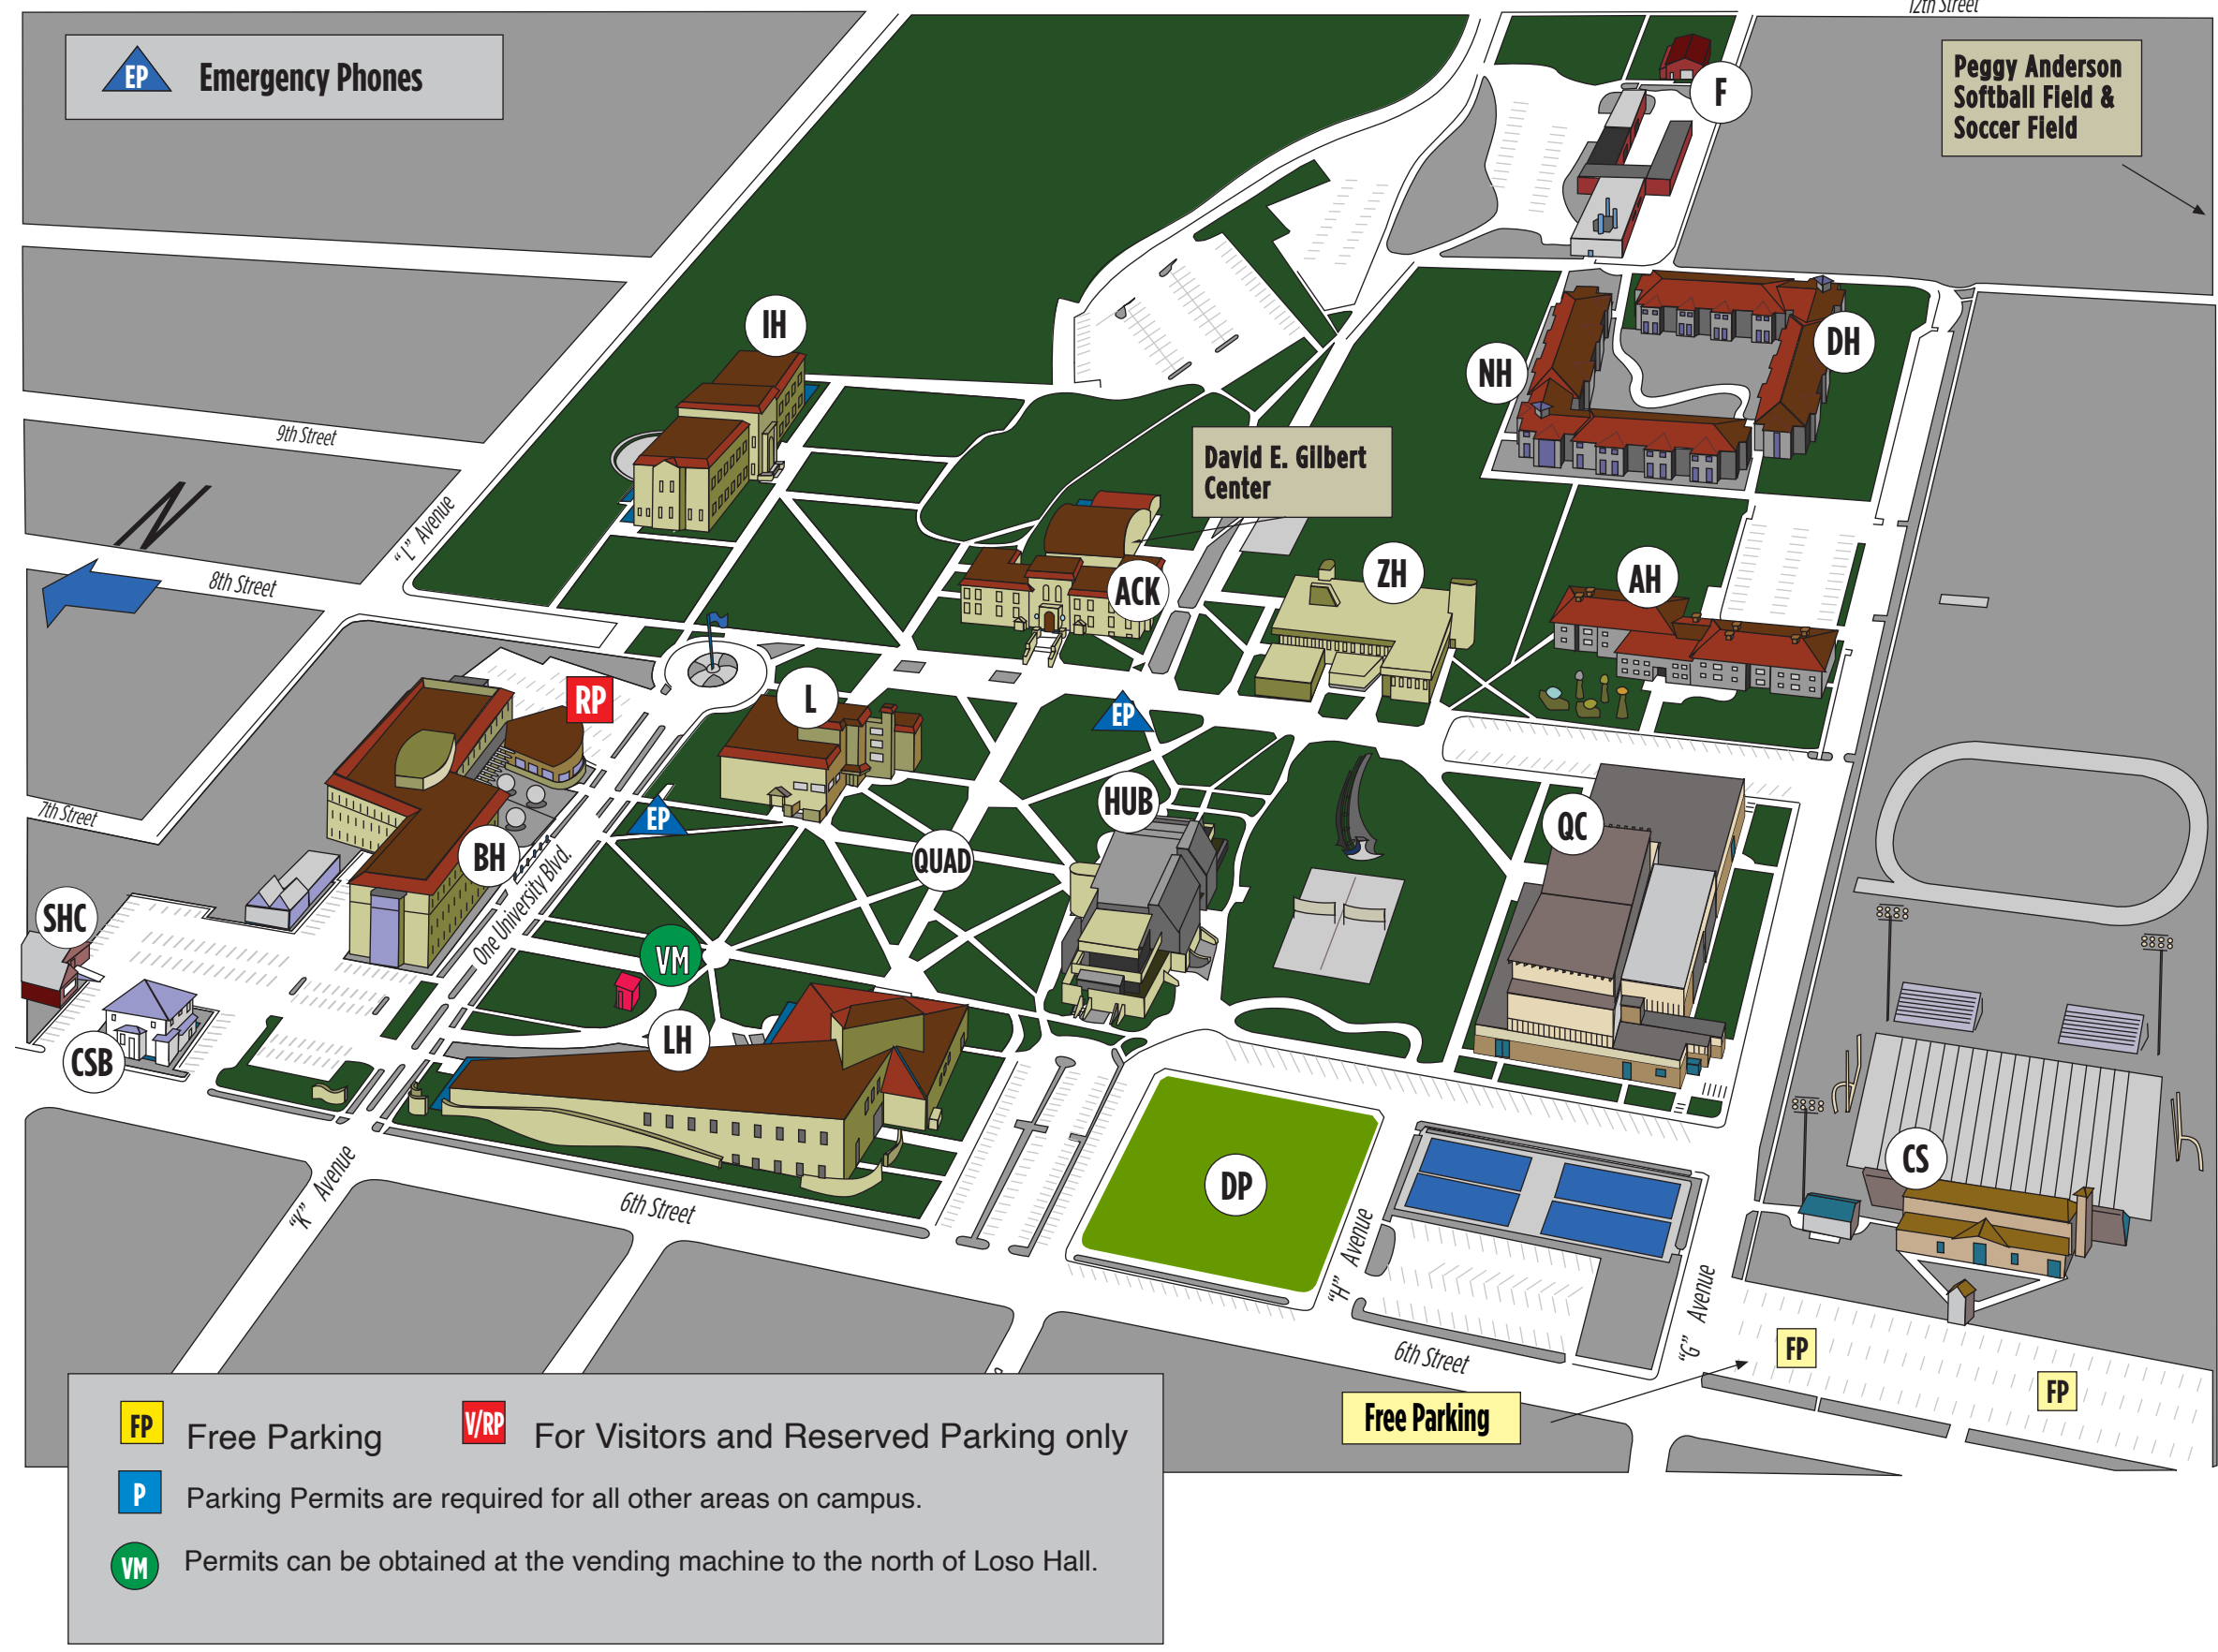 12th Street
EP Emergency Phones
Peggy Anderson
Softball Field &
Soccer Field
F
IH
DH
NH
9th Street
David E. Gilbert
Center
N
"L" Avenue
8th Street
ACK
ZH
AH
RP
L
EP
7th Street
EP
HUB
QC
BH
QUAD
One University Blvd.
SHC
VM
CSB
LH
CS
DP
"K" Avenue
6th Street
"H" Avenue
"G" Avenue
6th Street
FP
FP
Free Parking
FP Free Parking V/RP For Visitors and Reserved Parking only
P Parking Permits are required for all other areas on campus.
VM Permits can be obtained at the vending machine to the north of Loso Hall.